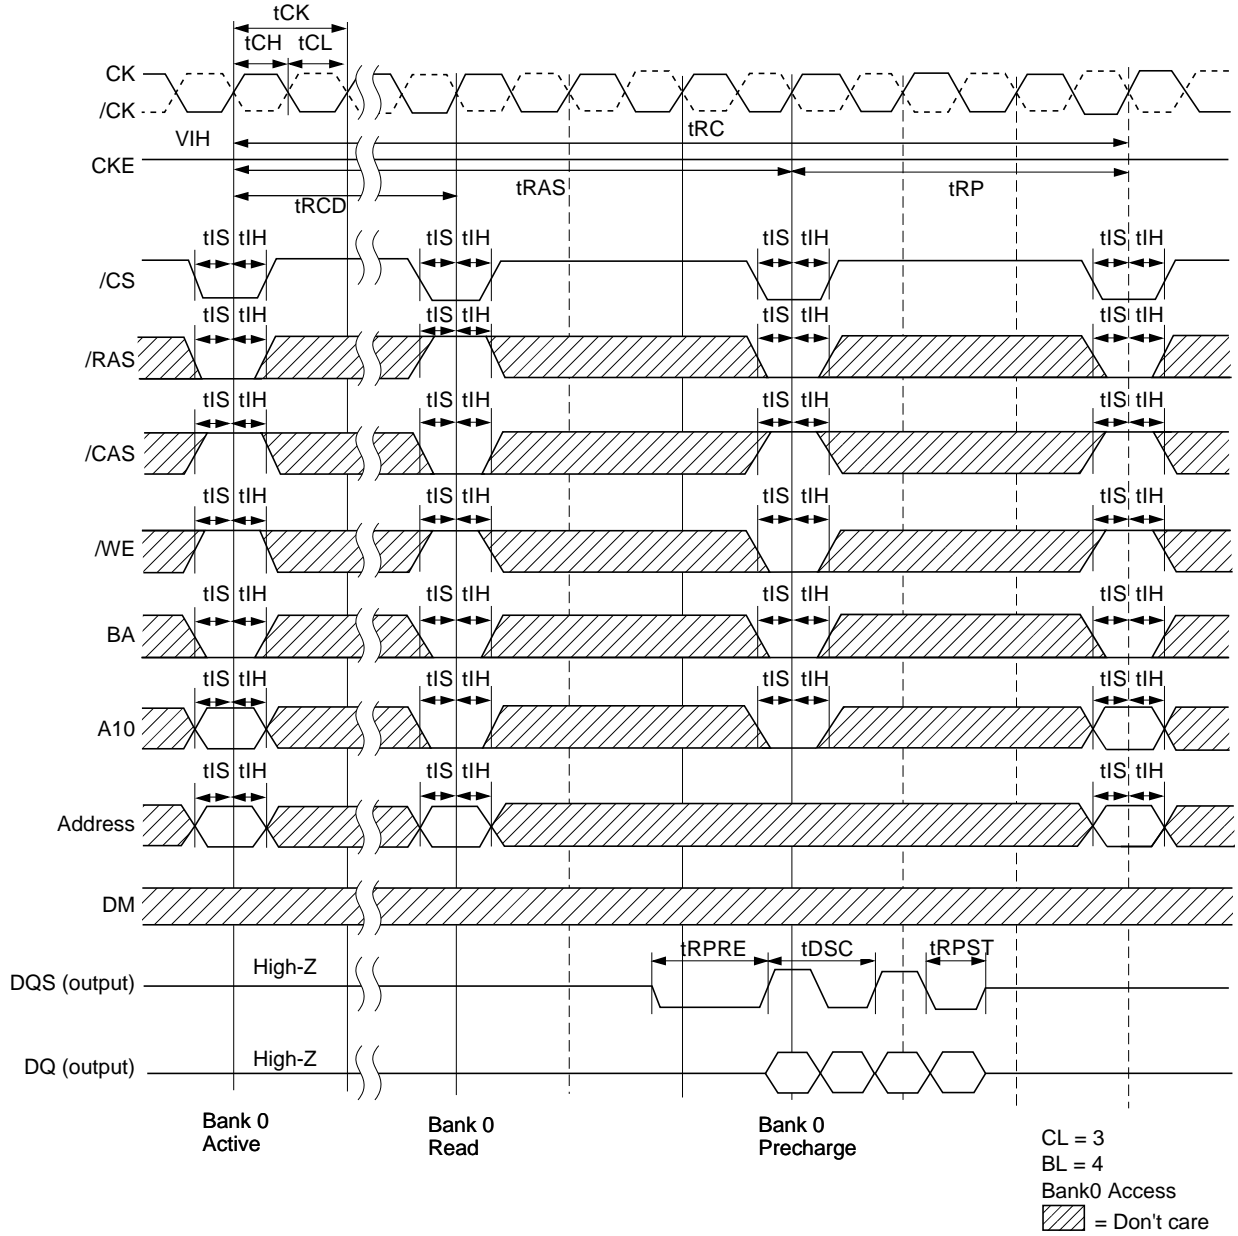 tCK
tCH tCL
CK
/CK
VIH
tRC
CKE
tRAS
tRP
tRCD
tIS tIH tIS tIH tIS tIH tIS tIH
/CS
tIS tIH tIS tIH tIS tIH tIS tIH
/RAS
tIS tIH tIS tIH tIS tIH tIS tIH
/CAS
tIS tIH tIS tIH tIS tIH tIS tIH
/WE
tIS tIH tIS tIH tIS tIH tIS tIH
BA
tIS tIH tIS tIH tIS tIH tIS tIH
A10
tIS tIH tIS tIH tIS tIH
Address
DM
tRPRE tDSC tRPST
High-Z
DQS (output)
High-Z
DQ (output)
Bank 0
Active
Bank 0
Read
Bank 0
Precharge
CL = 3
BL = 4
Bank0 Access
= Don't care